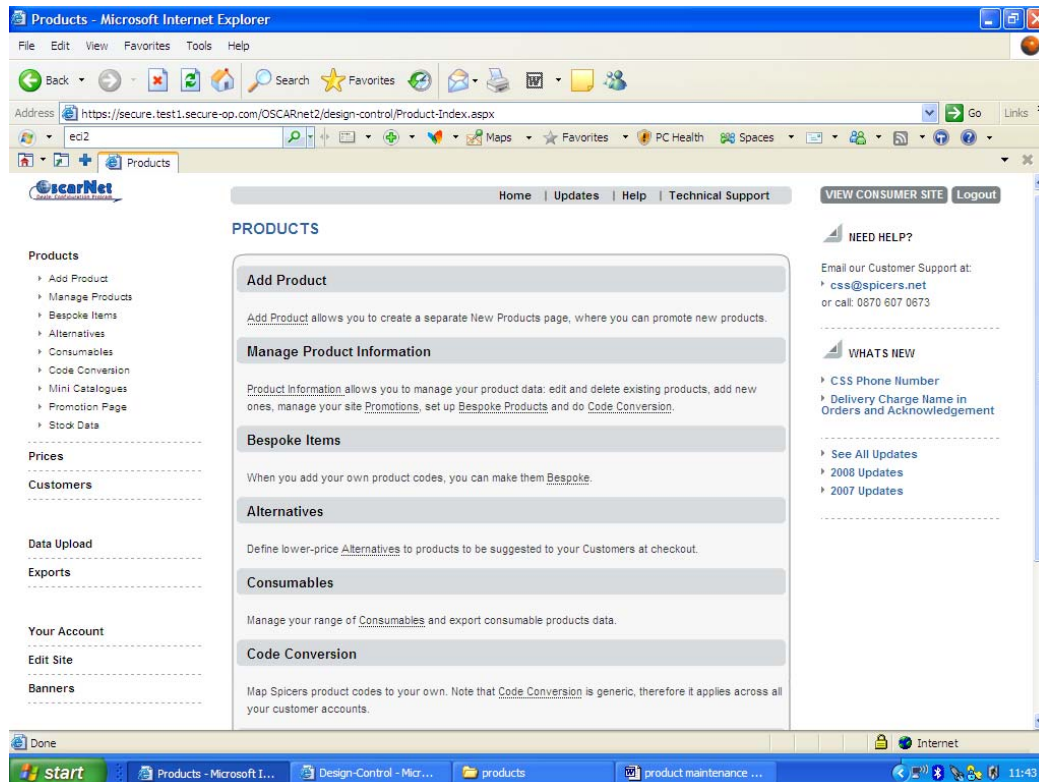 Products - Microsoft Internet Explorer
File Edit View Favorites Tools Help
Back Search Favorites
Address https://secure.test1.secure-op.com/OSCARnet2/design-control/Product-Index.aspx Go Links
eci2 Maps Favorites PC Health Spaces
Products
OscarNet
Home | Updates | Help | Technical Support
VIEW CONSUMER SITE Logout
PRODUCTS
Products
Add Product
Manage Products
Bespoke Items
Alternatives
Consumables
Code Conversion
Mini Catalogues
Promotion Page
Stock Data
Prices
Customers
Data Upload
Exports
Your Account
Edit Site
Banners
Add Product
Add Product allows you to create a separate New Products page, where you can promote new products.
Manage Product Information
Product Information allows you to manage your product data: edit and delete existing products, add new
ones, manage your site Promotions, set up Bespoke Products and do Code Conversion.
Bespoke Items
When you add your own product codes, you can make them Bespoke.
Alternatives
Define lower-price Alternatives to products to be suggested to your Customers at checkout.
Consumables
Manage your range of Consumables and export consumable products data.
Code Conversion
Map Spicers product codes to your own. Note that Code Conversion is generic, therefore it applies across all
your customer accounts.
NEED HELP?
Email our Customer Support at:
css@spicers.net
or call: 0870 607 0673
WHATS NEW
CSS Phone Number
Delivery Charge Name in
Orders and Acknowledgement
See All Updates
2008 Updates
2007 Updates
Done Internet
start Products - Microsoft I... Design-Control - Micr... products product maintenance ... 11:43